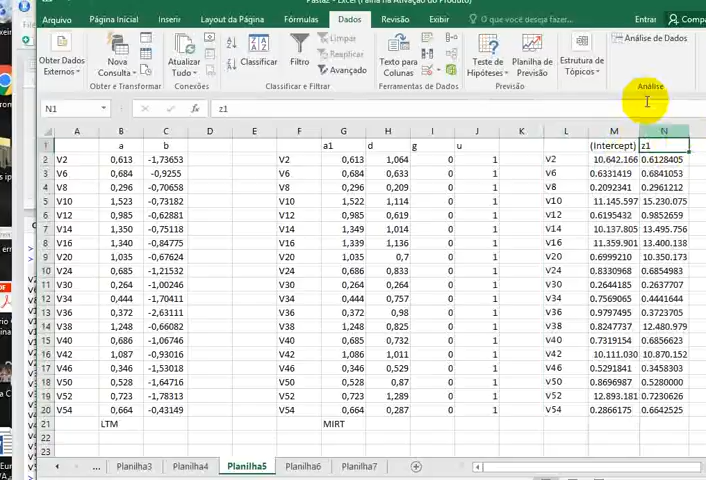 Pasta2 - Excel (Falha na Ativação do Produto)
Arquivo Página Inicial Inserir Layout da Página Fórmulas Dados Revisão Exibir O que você deseja fazer... Entrar
Obter Dados Externos Nova Consulta Atualizar Tudo Classificar Filtro Limpar Reaplicar Avançado Texto para Colunas Teste de Hipóteses Planilha de Previsão Estrutura de Tópicos Análise de Dados
Obter e Transformar Conexões Classificar e Filtrar Ferramentas de Dados Previsão Análise
N1 fx z1
A B C D E F G H I J K L M N
1 a b a1 d g u (Intercept) z1
2 V2 0,613 -1,73653 V2 0,613 1,064 0 1 V2 10.642.166 0.6128405
3 V6 0,684 -0,9255 V6 0,684 0,633 0 1 V6 0.6331419 0.6841053
4 V8 0,296 -0,70658 V8 0,296 0,209 0 1 V8 0.2092341 0.2961212
5 V10 1,523 -0,73182 V10 1,522 1,114 0 1 V10 11.145.597 15.230.075
6 V12 0,985 -0,62881 V12 0,985 0,619 0 1 V12 0.6195432 0.9852659
7 V14 1,350 -0,75118 V14 1,349 1,014 0 1 V14 10.137.805 13.495.756
8 V16 1,340 -0,84775 V16 1,339 1,136 0 1 V16 11.359.901 13.400.138
9 V20 1,035 -0,67624 V20 1,035 0,7 0 1 V20 0.6999210 10.350.173
10 V24 0,685 -1,21532 V24 0,686 0,833 0 1 V24 0.8330968 0.6854983
11 V30 0,264 -1,00246 V30 0,264 0,264 0 1 V30 0.2644185 0.2637707
12 V34 0,444 -1,70411 V34 0,444 0,757 0 1 V34 0.7569065 0.4441644
13 V36 0,372 -2,63111 V36 0,372 0,98 0 1 V36 0.9797495 0.3723705
14 V38 1,248 -0,66082 V38 1,248 0,825 0 1 V38 0.8247737 12.480.979
15 V40 0,686 -1,06746 V40 0,685 0,732 0 1 V40 0.7319154 0.6856623
16 V42 1,087 -0,93016 V42 1,086 1,011 0 1 V42 10.111.030 10.870.152
17 V46 0,346 -1,53018 V46 0,346 0,529 0 1 V46 0.5291841 0.3458303
18 V50 0,528 -1,64716 V50 0,528 0,87 0 1 V50 0.8696987 0.5280000
19 V52 0,723 -1,78313 V52 0,723 1,289 0 1 V52 12.893.181 0.7230626
20 V54 0,664 -0,43149 V54 0,664 0,287 0 1 V54 0.2866175 0.6642525
21 LTM MIRT
22
23
... Planilha3 Planilha4 Planilha5 Planilha6 Planilha7